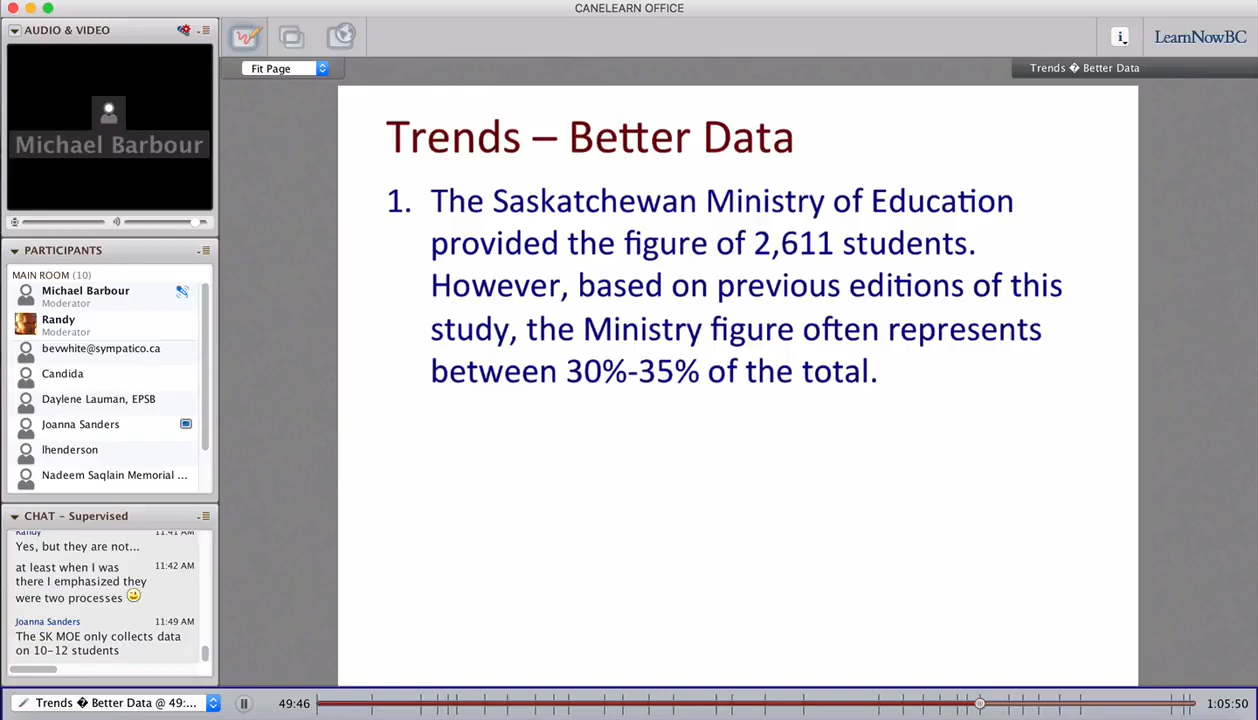 CANELEARN OFFICE
AUDIO & VIDEO
Michael Barbour
PARTICIPANTS
MAIN ROOM (10)
Michael Barbour
Moderator
Randy
Moderator
bevwhite@sympatico.ca
Candida
Daylene Lauman, EPSB
Joanna Sanders
lhenderson
Nadeem Saqlain Memorial ...
CHAT – Supervised
Randy 11:41 AM
Yes, but they are not...
at least when I was 11:42 AM
there I emphasized they
were two processes
Joanna Sanders 11:49 AM
The SK MOE only collects data
on 10-12 students
Fit Page
i
LearnNowBC
Trends � Better Data
Trends – Better Data
1. The Saskatchewan Ministry of Education
provided the figure of 2,611 students.
However, based on previous editions of this
study, the Ministry figure often represents
between 30%-35% of the total.
Trends � Better Data @ 49:...
49:46
1:05:50